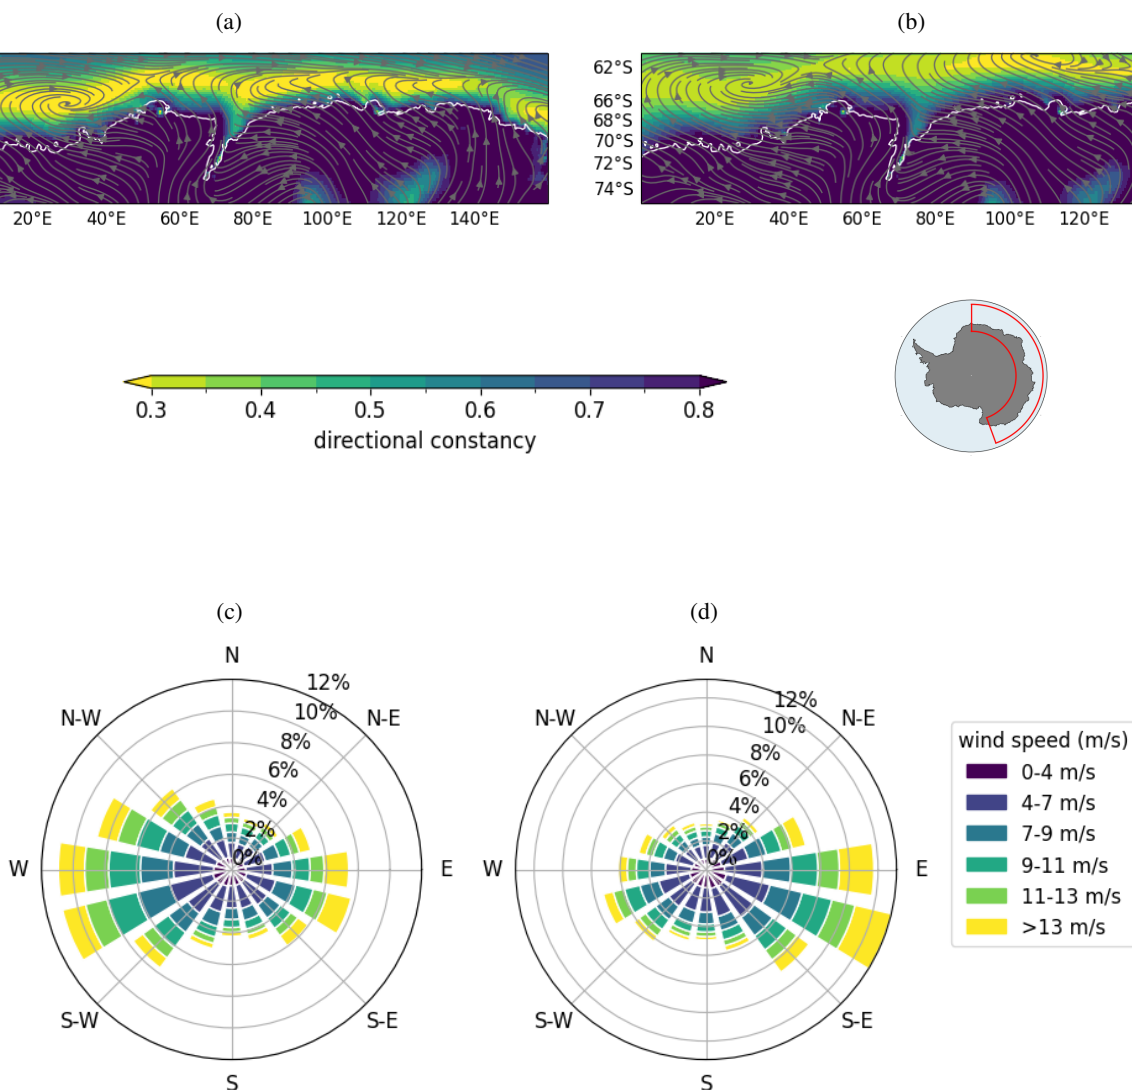 (a) (b)
62°S
66°S
68°S
70°S
72°S
74°S
20°E 40°E 60°E 80°E 100°E 120°E 140°E 20°E 40°E 60°E 80°E 100°E 120°E
0.3 0.4 0.5 0.6 0.7 0.8
directional constancy
(c) (d)
N N
12% 12%
N-W 10% N-E N-W 10% N-E
8% 8%
6% 6%
4% 4%
2% 2%
W 0% E W 0% E
S-W S-E S-W S-E
S S
wind speed (m/s)
0-4 m/s
4-7 m/s
7-9 m/s
9-11 m/s
11-13 m/s
>13 m/s